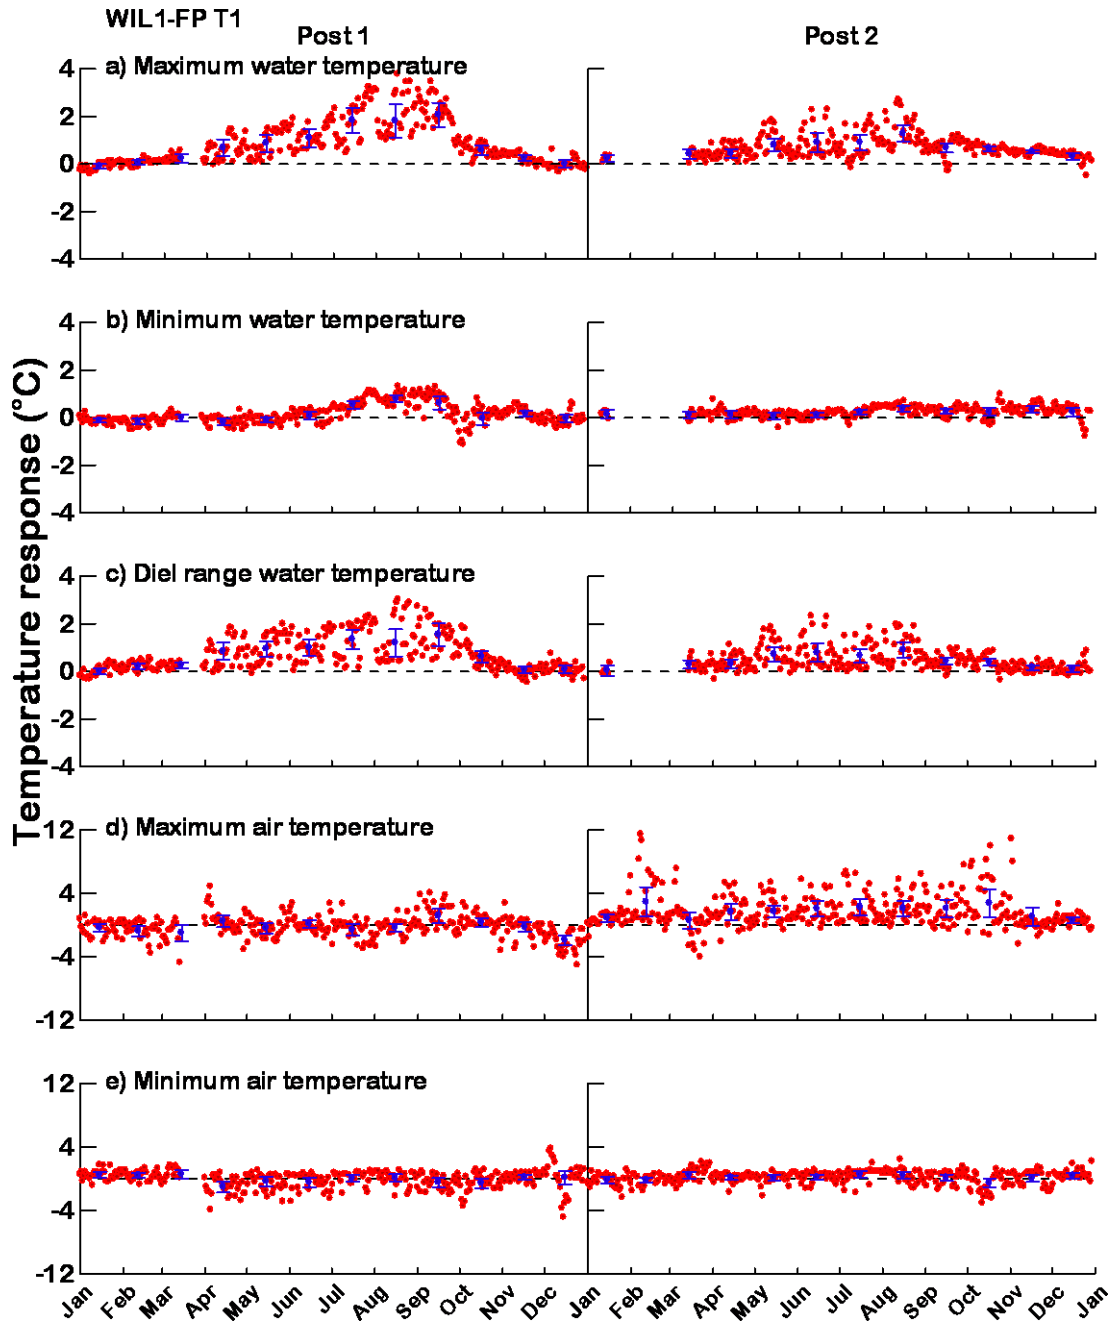 WIL1-FP T1
Post 1
Post 2
a) Maximum water temperature
4
2
0
-2
-4
b) Minimum water temperature
4
2
0
-2
-4
c) Diel range water temperature
4
2
0
-2
-4
d) Maximum air temperature
12
4
-4
-12
e) Minimum air temperature
12
4
-4
-12
Temperature response (°C)
Jan Feb Mar Apr May Jun Jul Aug Sep Oct Nov Dec Jan Feb Mar Apr May Jun Jul Aug Sep Oct Nov Dec Jan